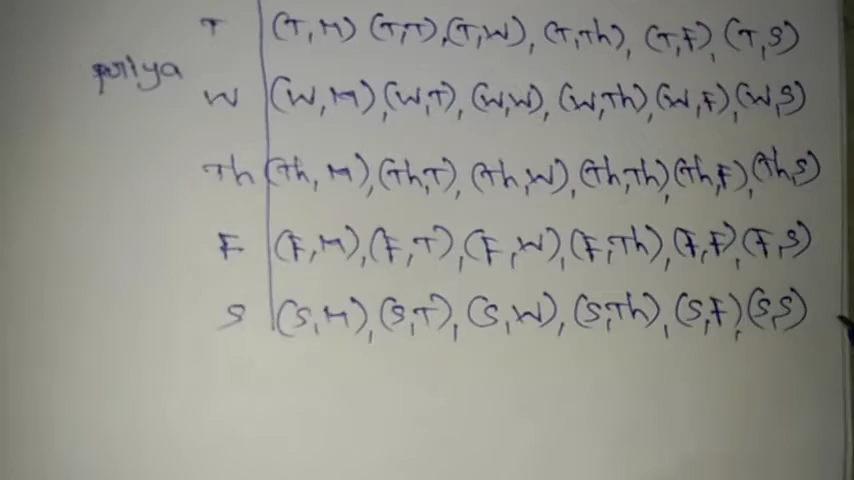 T (T,M) (T,T),(T,W), (T,Th), (T,F), (T,S)
priya
W (W,M),(W,T), (W,W), (W,Th),(W,F),(W,S)
Th (Th,M),(Th,T), (Th,W), (Th,Th),(Th,F),(Th,S)
F (F,M),(F,T), (F,W),(F,Th), (F,F),(F,S)
S (S,M),(S,T), (S,W), (S,Th), (S,F),(S,S)